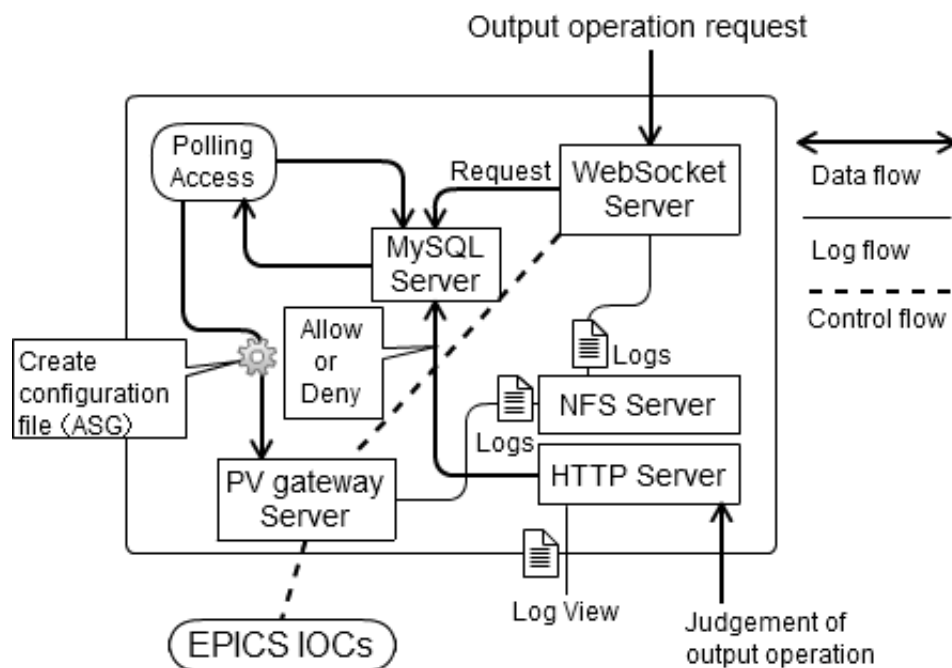 Output operation request
Polling
Access
Request
WebSocket
Server
Data flow
Log flow
Control flow
MySQL
Server
Allow
or
Deny
Create
configuration
file (ASG)
Logs
NFS Server
Logs
HTTP Server
PV gateway
Server
Log View
Judgement of
output operation
EPICS IOCs